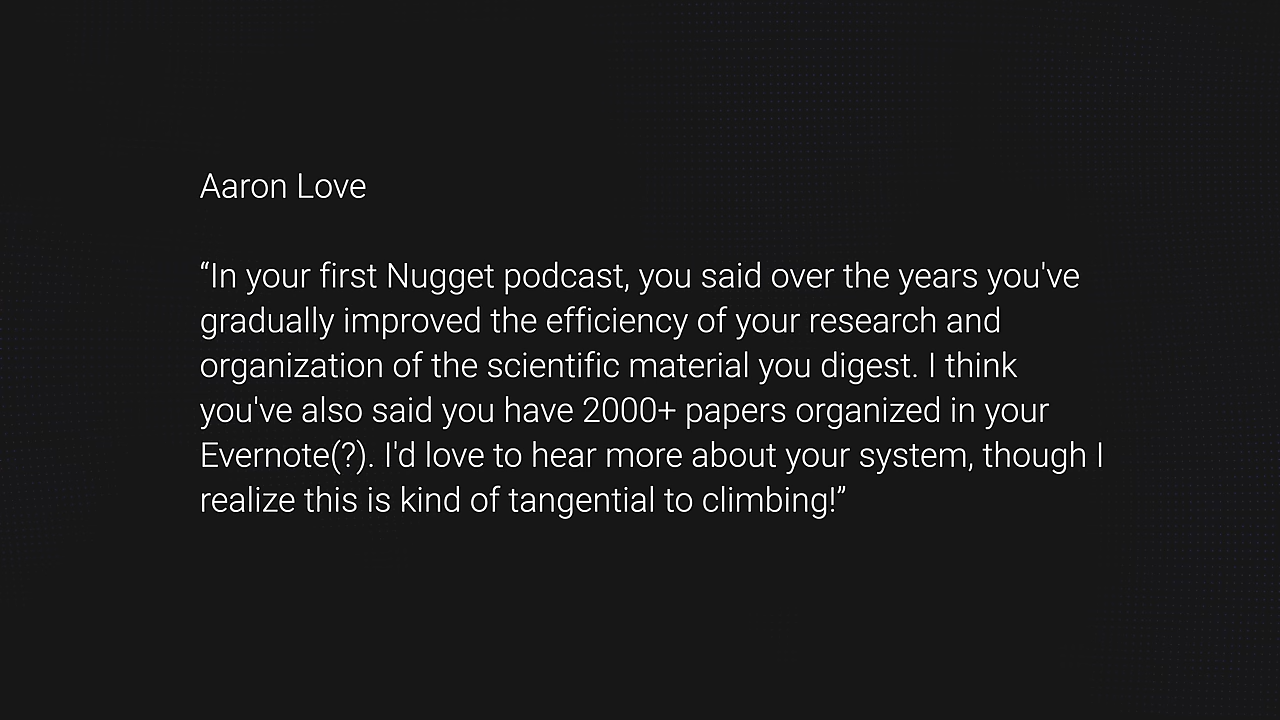 Aaron Love
“In your first Nugget podcast, you said over the years you've
gradually improved the efficiency of your research and
organization of the scientific material you digest. I think
you've also said you have 2000+ papers organized in your
Evernote(?). I'd love to hear more about your system, though I
realize this is kind of tangential to climbing!”